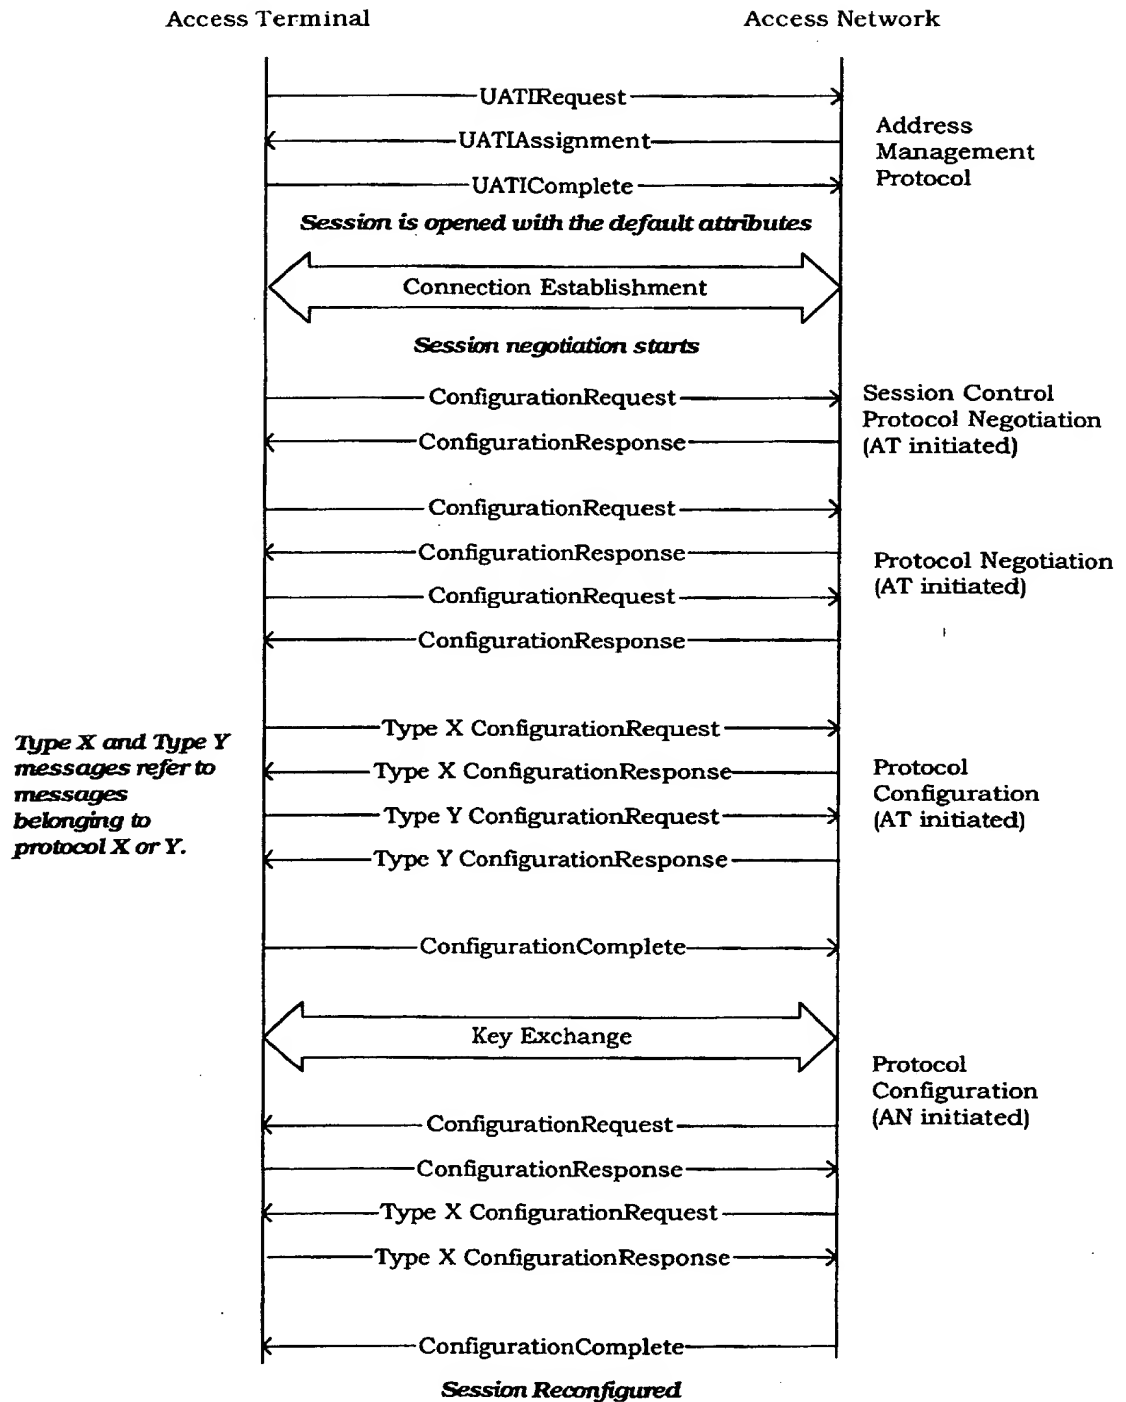 Access Terminal
Access Network
UATIRequest
UATIAssignment
UATIComplete
Address
Management
Protocol
Session is opened with the default attributes
Connection Establishment
Session negotiation starts
ConfigurationRequest
ConfigurationResponse
Session Control
Protocol Negotiation
(AT initiated)
ConfigurationRequest
ConfigurationResponse
ConfigurationRequest
ConfigurationResponse
Protocol Negotiation
(AT initiated)
Type X and Type Y
messages refer to
messages
belonging to
protocol X or Y.
Type X ConfigurationRequest
Type X ConfigurationResponse
Type Y ConfigurationRequest
Type Y ConfigurationResponse
Protocol
Configuration
(AT initiated)
ConfigurationComplete
Key Exchange
Protocol
Configuration
(AN initiated)
ConfigurationRequest
ConfigurationResponse
Type X ConfigurationRequest
Type X ConfigurationResponse
ConfigurationComplete
Session Reconfigured